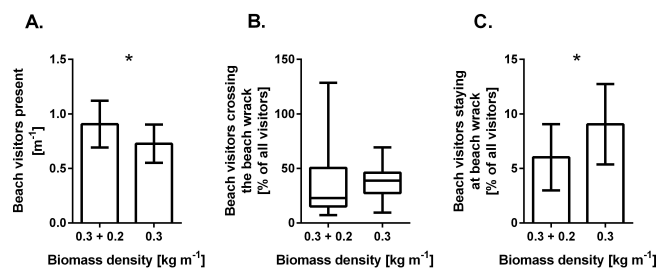 A.
B.
C.
*
*
Beach visitors present
[m⁻¹]
1.5
1.0
0.5
0.0
0.3 + 0.2
0.3
Biomass density [kg m⁻¹]
Beach visitors crossing
the beach wrack
[% of all visitors]
150
100
50
0
0.3 + 0.2
0.3
Biomass density [kg m⁻¹]
Beach visitors staying
at beach wrack
[% of all visitors]
15
10
5
0
0.3 + 0.2
0.3
Biomass density [kg m⁻¹]